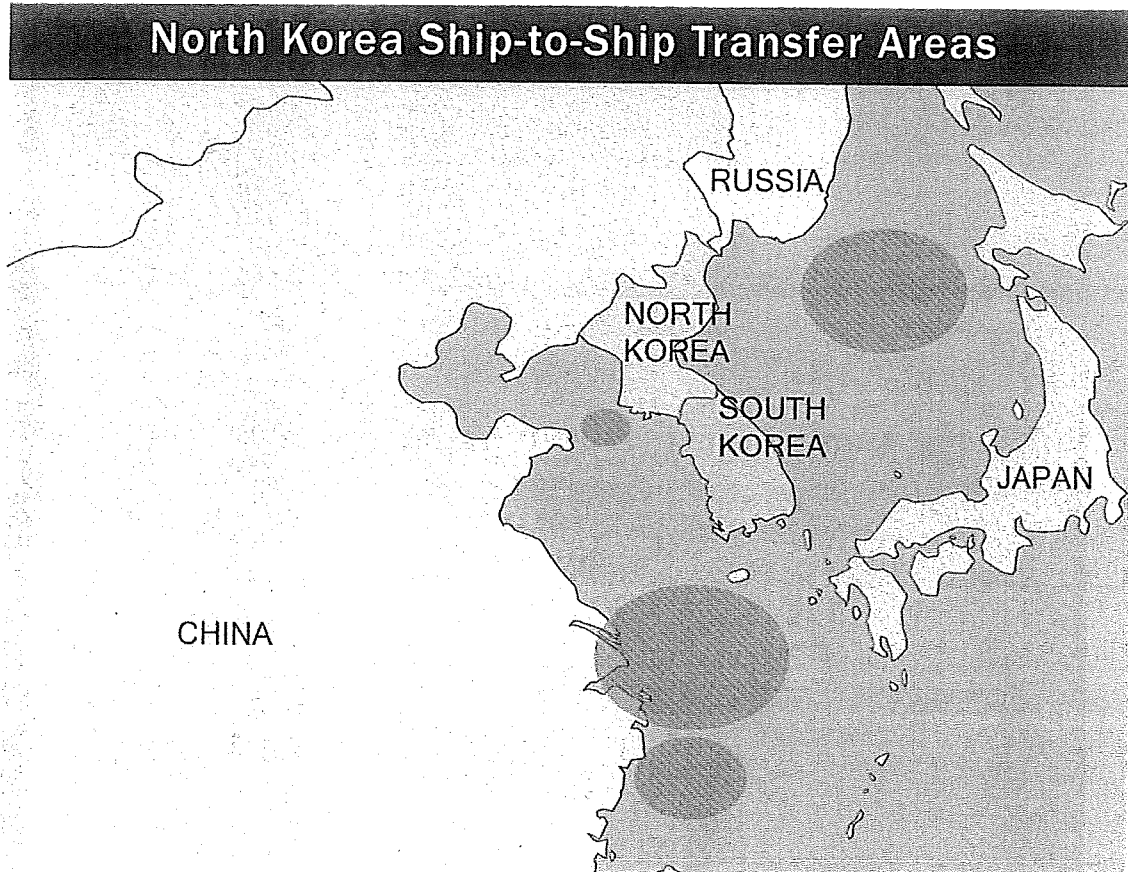 North Korea Ship-to-Ship Transfer Areas
RUSSIA
NORTH
KOREA
SOUTH
KOREA
JAPAN
CHINA